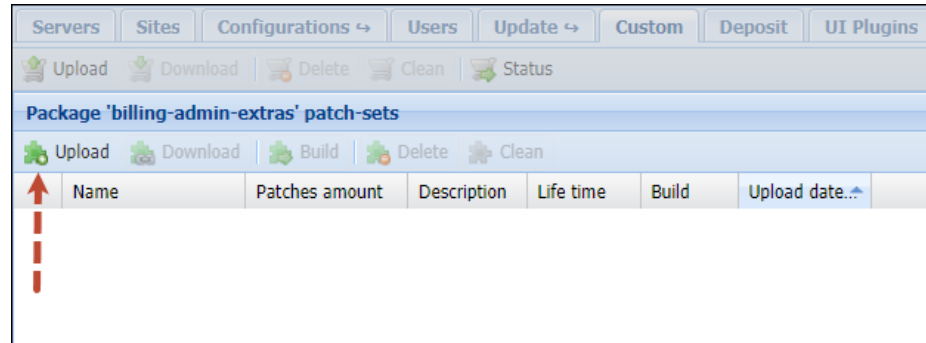 Servers Sites Configurations ↪ Users Update ↪ Custom Deposit UI Plugins
Upload Download Delete Clean Status
Package 'billing-admin-extras' patch-sets
Upload Download Build Delete Clean
Name Patches amount Description Life time Build Upload date...